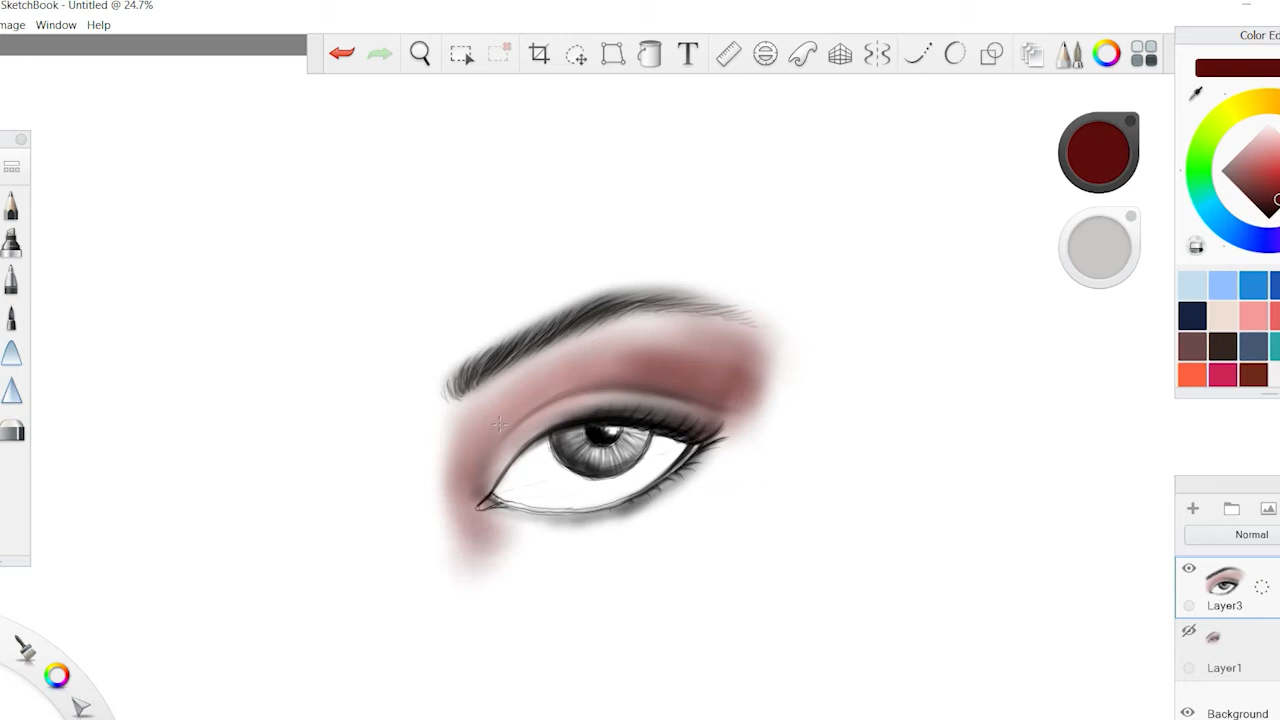 SketchBook - Untitled @ 24.7%
mage Window Help
Color Ed
Normal
Layer3
Layer1
Background